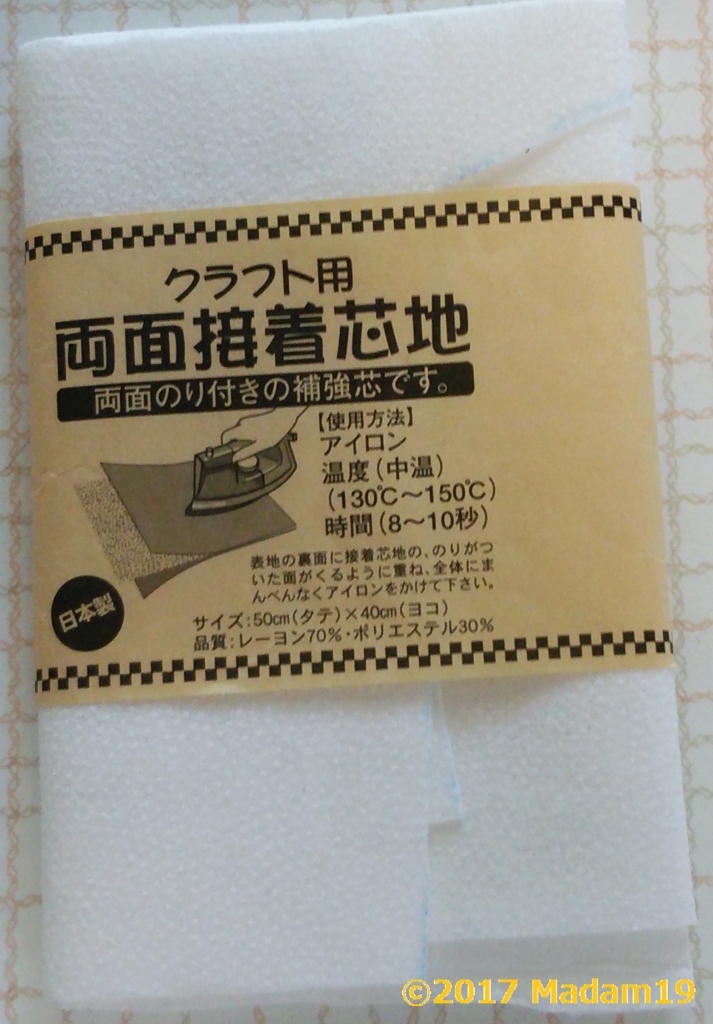 クラフト用
両面接着芯地
両面のり付きの補強芯です。
【使用方法】
アイロン
温度(中温)
(130℃〜150℃)
時間(8〜10秒)
表地の裏面に接着芯地の、のりがつ
いた面がくるように重ね、全体にま
んべんなくアイロンをかけて下さい。
日本製
サイズ:50cm(タテ)×40cm(ヨコ)
品質:レーヨン70%・ポリエステル30%
©2017 Madam19